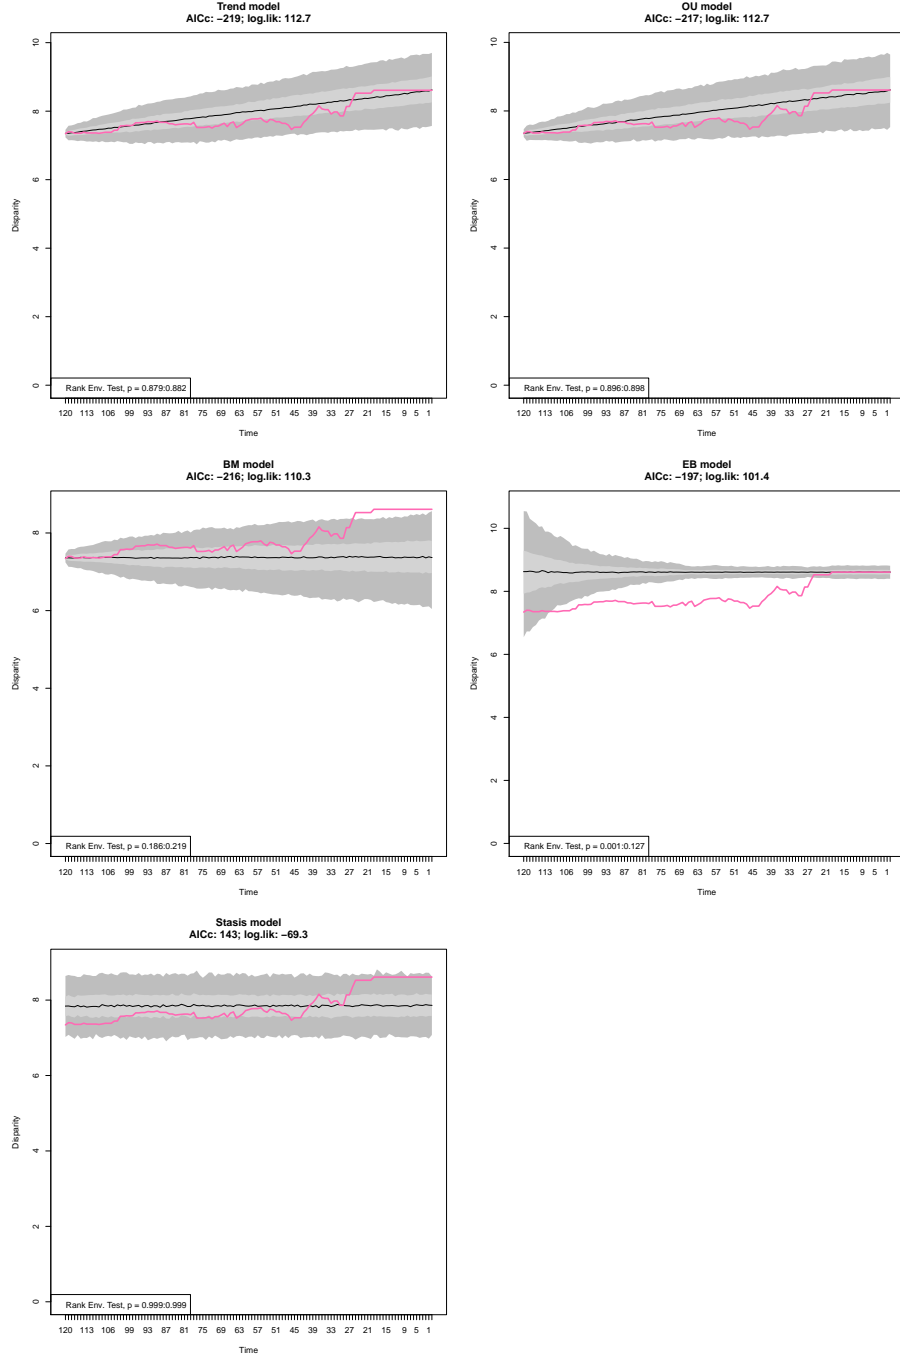 Trend model
AICc: −219; log.lik: 112.7
10
8
6
4
2
0
Disparity
Rank Env. Test, p = 0.879:0.882
120 113 106 99 93 87 81 75 69 63 57 51 45 39 33 27 21 15 9 5 1
Time
OU model
AICc: −217; log.lik: 112.7
10
8
6
4
2
0
Disparity
Rank Env. Test, p = 0.896:0.898
120 113 106 99 93 87 81 75 69 63 57 51 45 39 33 27 21 15 9 5 1
Time
BM model
AICc: −216; log.lik: 110.3
8
6
4
2
0
Disparity
Rank Env. Test, p = 0.186:0.219
120 113 106 99 93 87 81 75 69 63 57 51 45 39 33 27 21 15 9 5 1
Time
EB model
AICc: −197; log.lik: 101.4
10
8
6
4
2
0
Disparity
Rank Env. Test, p = 0.001:0.127
120 113 106 99 93 87 81 75 69 63 57 51 45 39 33 27 21 15 9 5 1
Time
Stasis model
AICc: 143; log.lik: −69.3
8
6
4
2
0
Disparity
Rank Env. Test, p = 0.999:0.999
120 113 106 99 93 87 81 75 69 63 57 51 45 39 33 27 21 15 9 5 1
Time